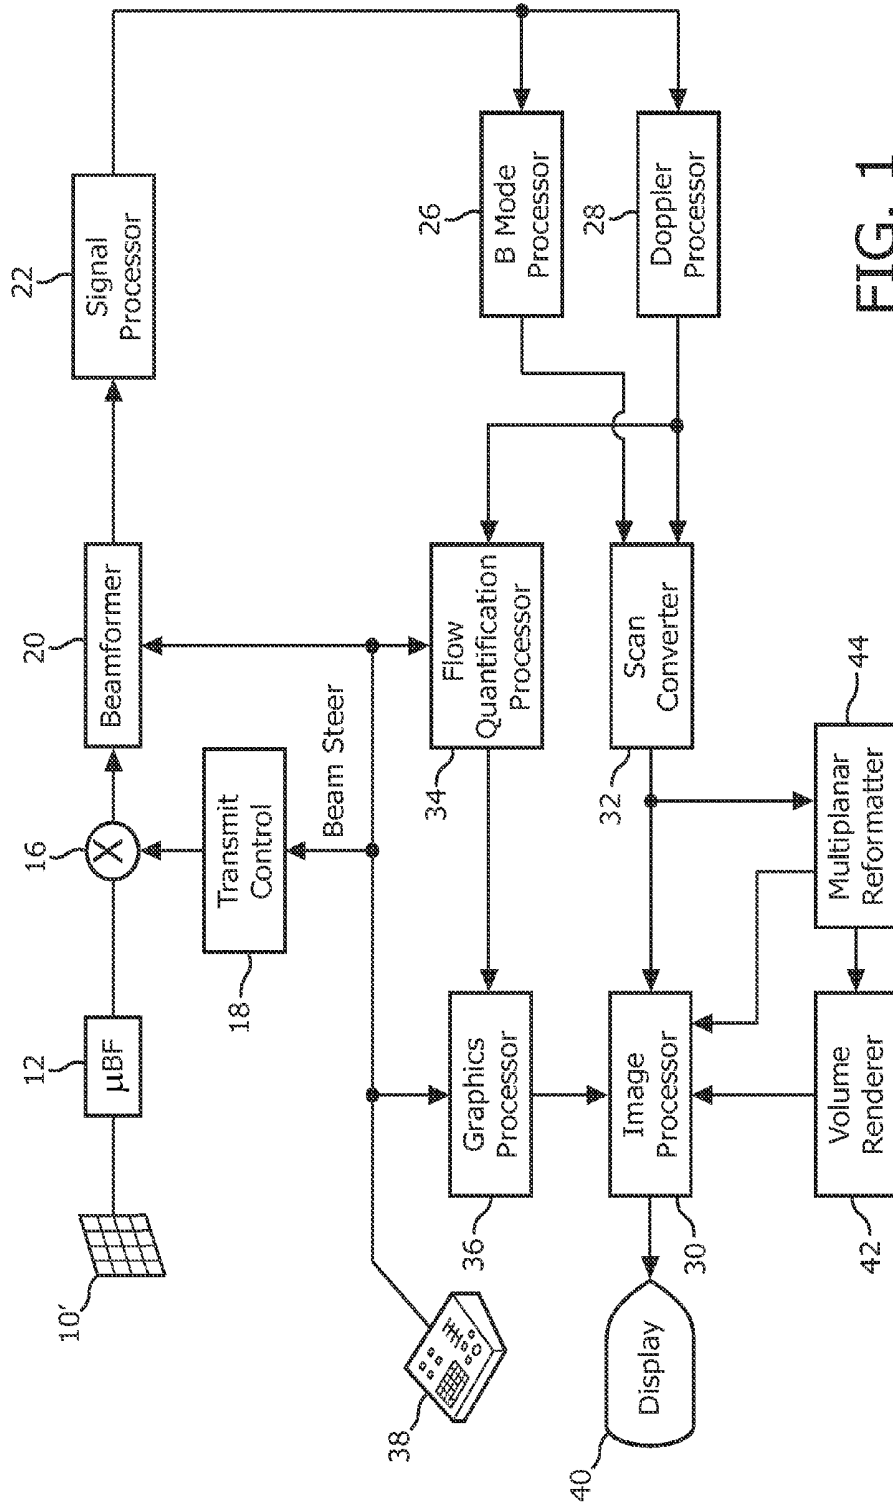 10'
12
µBF
16
X
20
Beamformer
22
Signal
Processor
18
Transmit
Control
Beam Steer
38
36
Graphics
Processor
34
Flow
Quantification
Processor
26
B Mode
Processor
28
Doppler
Processor
40
Display
30
Image
Processor
32
Scan
Converter
42
Volume
Renderer
44
Multiplanar
Reformatter
FIG. 1